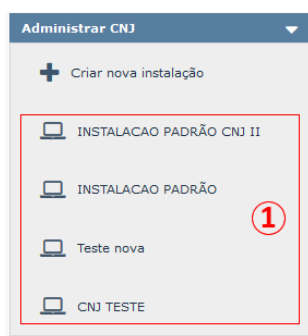 Administrar CNJ
Criar nova instalação
INSTALACAO PADRÃO CNJ II
INSTALACAO PADRÃO
1
Teste nova
CNJ TESTE